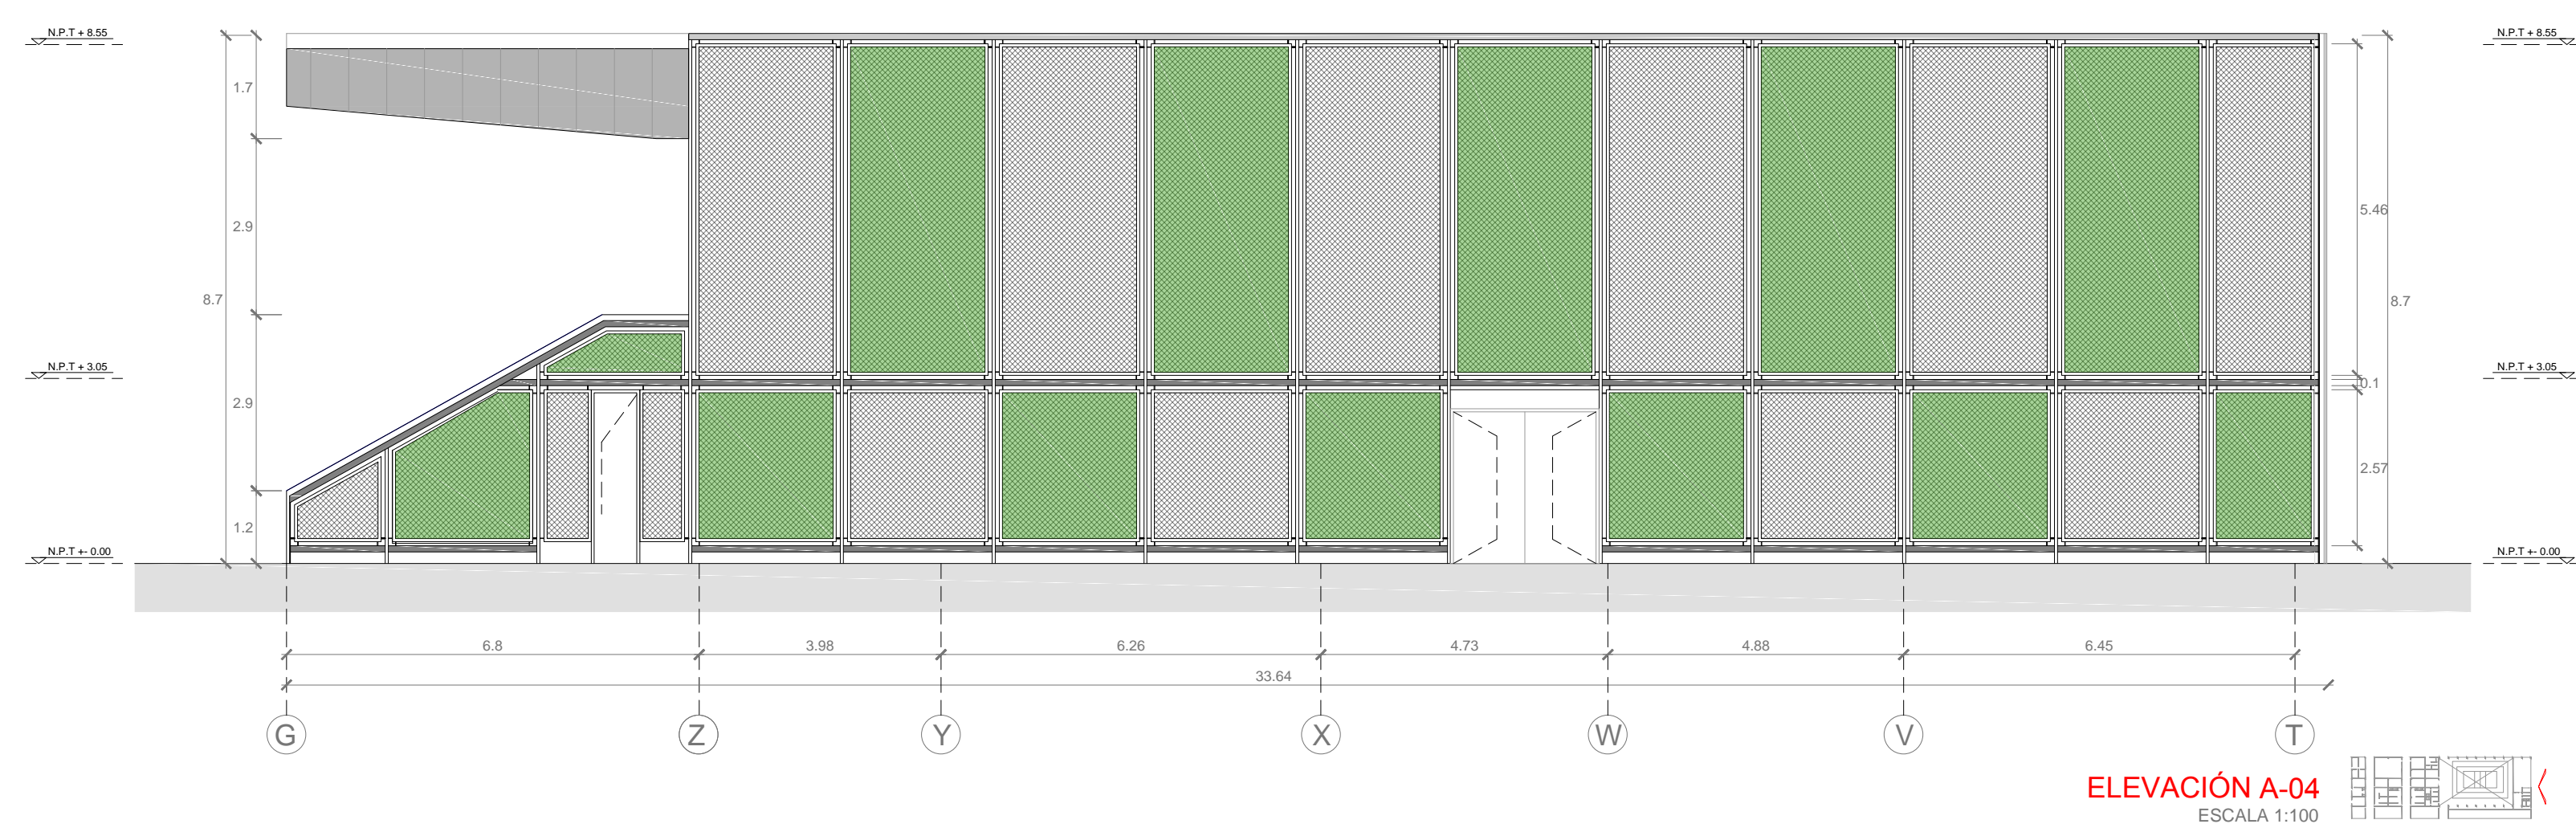 N.P.T + 8.55
N.P.T + 8.55
1.7
2.9
5.46
8.7
8.7
N.P.T + 3.05
N.P.T + 3.05
0.1
2.9
2.57
1.2
N.P.T +- 0.00
N.P.T +- 0.00
6.8
3.98
6.26
4.73
4.88
6.45
33.64
G
Z
Y
X
W
V
T
ELEVACIÓN A-04
ESCALA 1:100